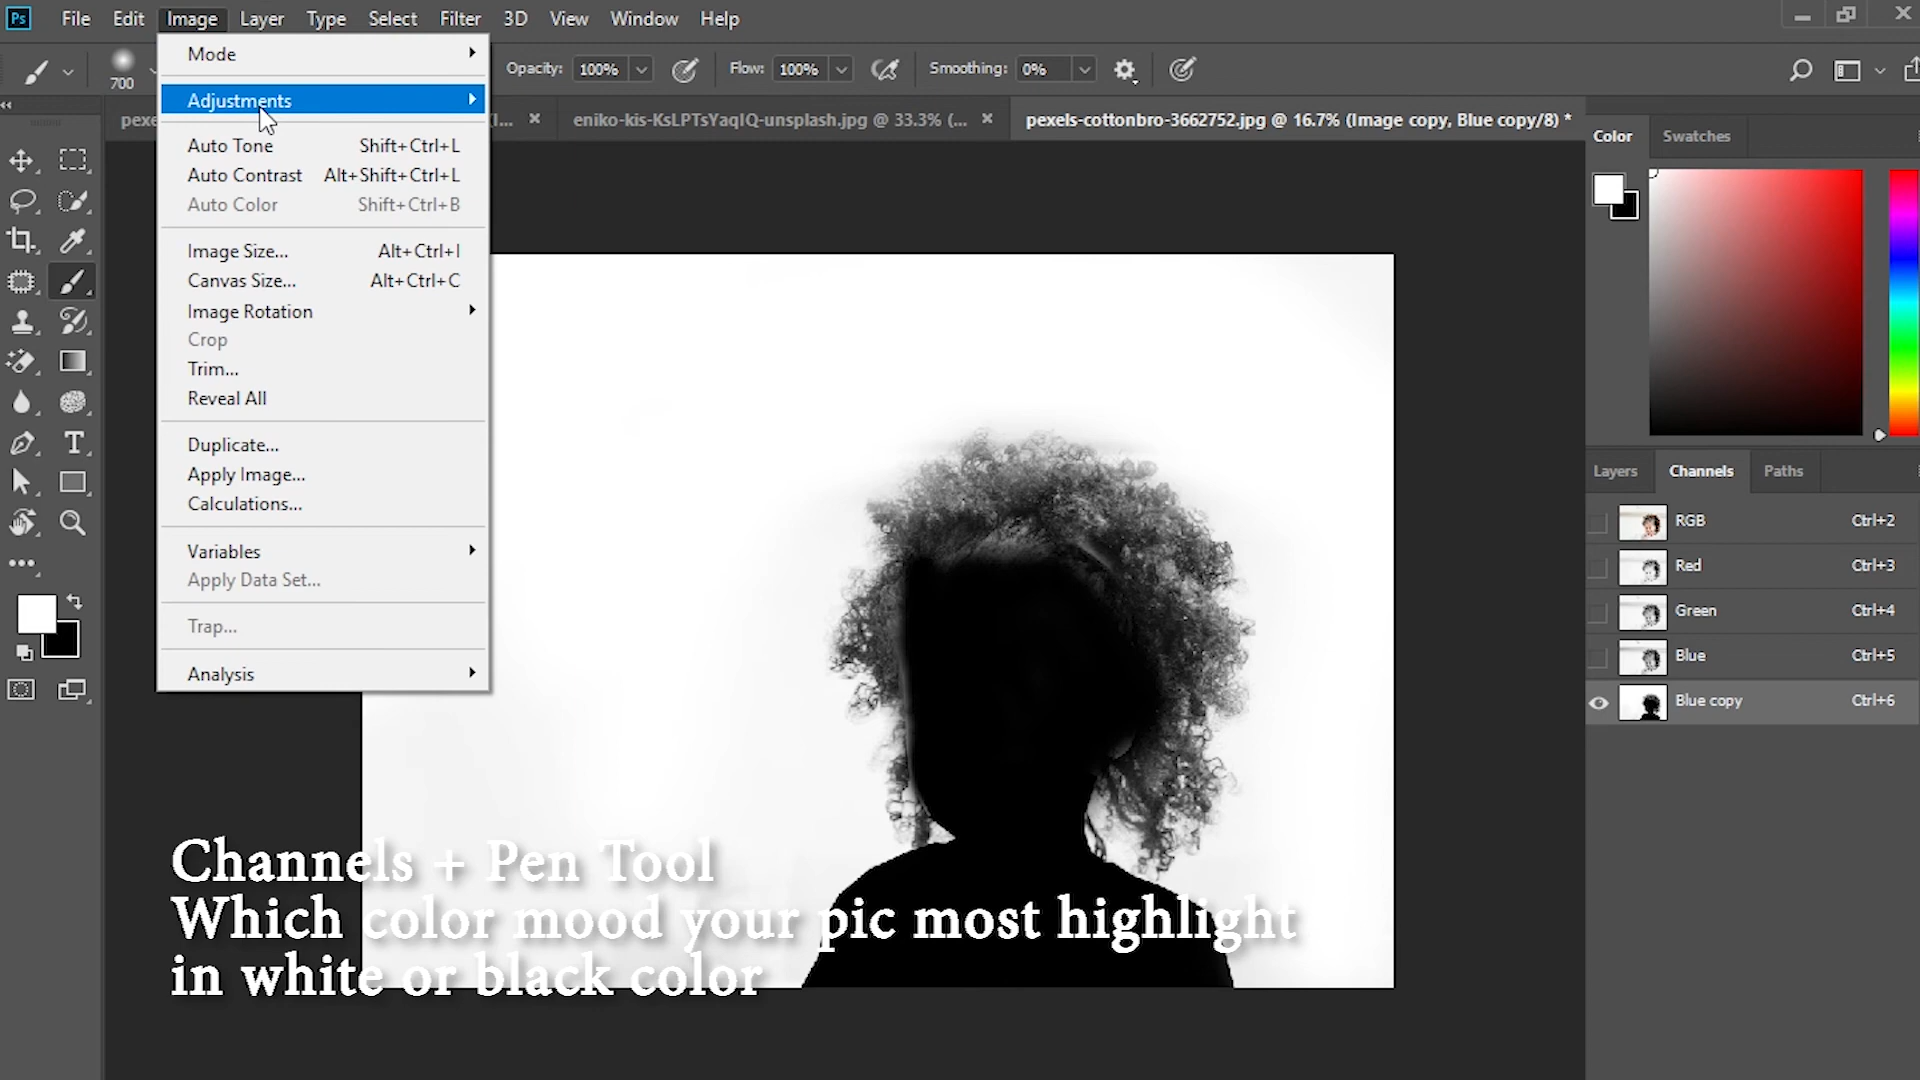 Ps File Edit Image Layer Type Select Filter 3D View Window Help
700 Opacity: 100% Flow: 100% Smoothing: 0%
eniko-kis-KsLPTsYaqIQ-unsplash.jpg @ 33.3% (... pexels-cottonbro-3662752.jpg @ 16.7% (Image copy, Blue copy/8) *
Mode
Adjustments
Auto Tone Shift+Ctrl+L
Auto Contrast Alt+Shift+Ctrl+L
Auto Color Shift+Ctrl+B
Image Size... Alt+Ctrl+I
Canvas Size... Alt+Ctrl+C
Image Rotation
Crop
Trim...
Reveal All
Duplicate...
Apply Image...
Calculations...
Variables
Apply Data Set...
Trap...
Analysis
Color Swatches
Layers Channels Paths
RGB Ctrl+2
Red Ctrl+3
Green Ctrl+4
Blue Ctrl+5
Blue copy Ctrl+6
Channels + Pen Tool
Which color mood your pic most highlight
in white or black color